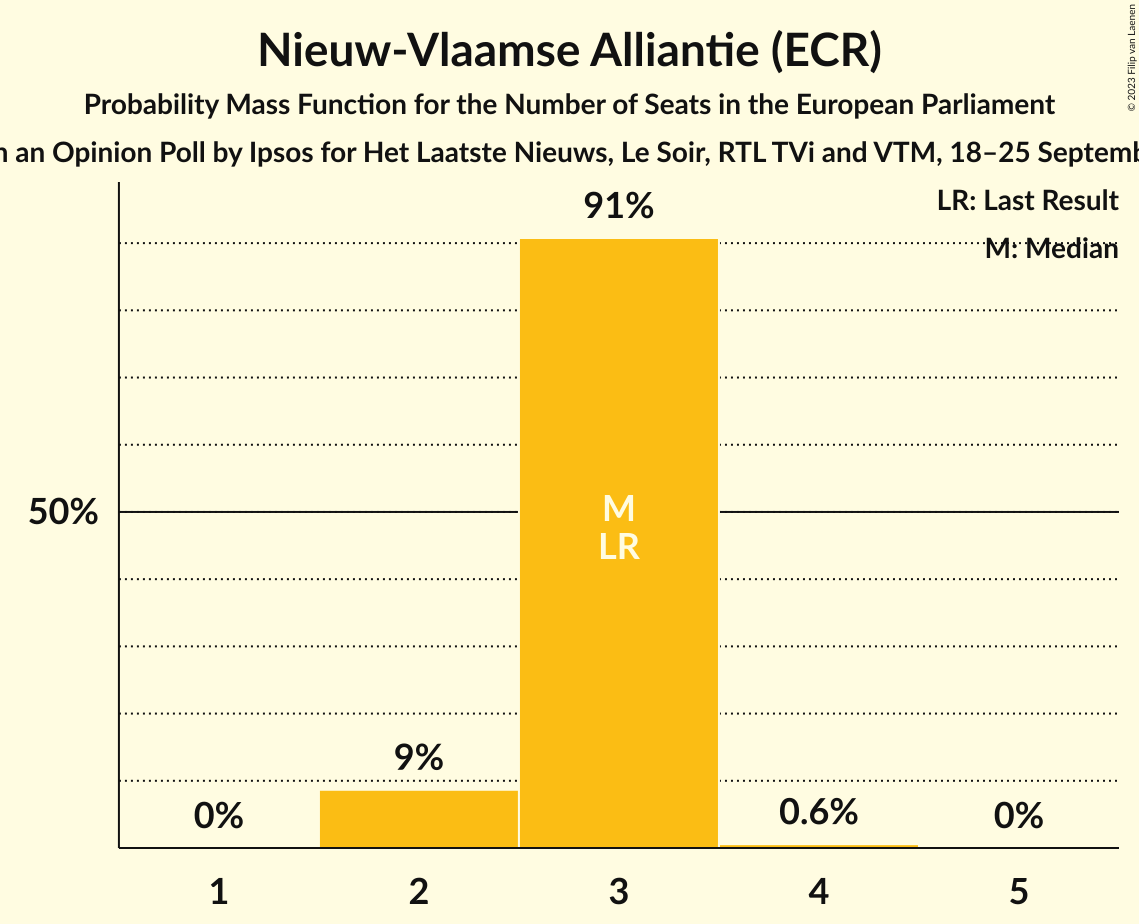 Nieuw-Vlaamse Alliantie (ECR)
Probability Mass Function for the Number of Seats in the European Parliament
an Opinion Poll by Ipsos for Het Laatste Nieuws, Le Soir, RTL TVi and VTM, 18–25
© 2023 Filip van Laenen
LR: Last Result
M: Median
91%
50%
M
LR
9%
0%
0.6%
0%
1 2 3 4 5